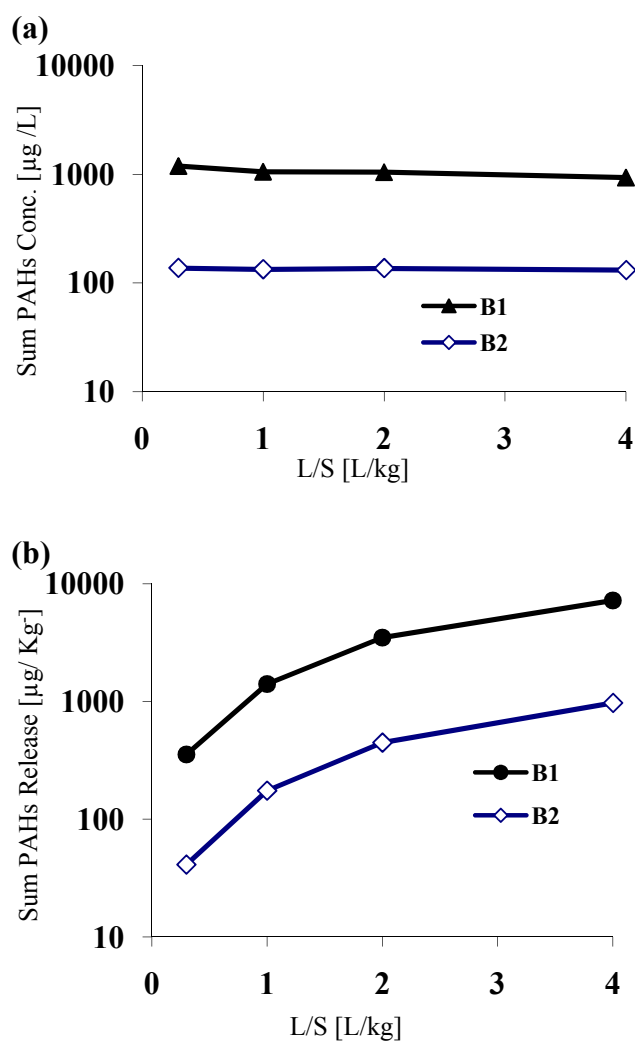 (a)
10000
1000
100
10
Sum PAHs Conc. [µg /L]
B1
B2
0 1 2 3 4
L/S [L/kg]
(b)
10000
1000
100
10
Sum PAHs Release [µg/ Kg-]
B1
B2
0 1 2 3 4
L/S [L/kg]